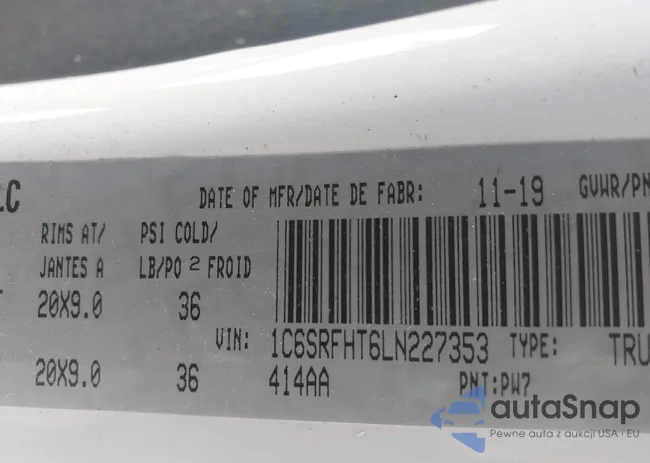 LC
DATE OF MFR/DATE DE FABR: 11-19 GVWR/PN
RIMS AT/ PSI COLD/
JANTES A LB/PO 2 FROID
20X9.0 36
VIN: 1C6SRFHT6LN227353 TYPE: TRU
20X9.0 36 414AA PNT:PW7
autaSnap
Pewne auta z aukcji USA i EU